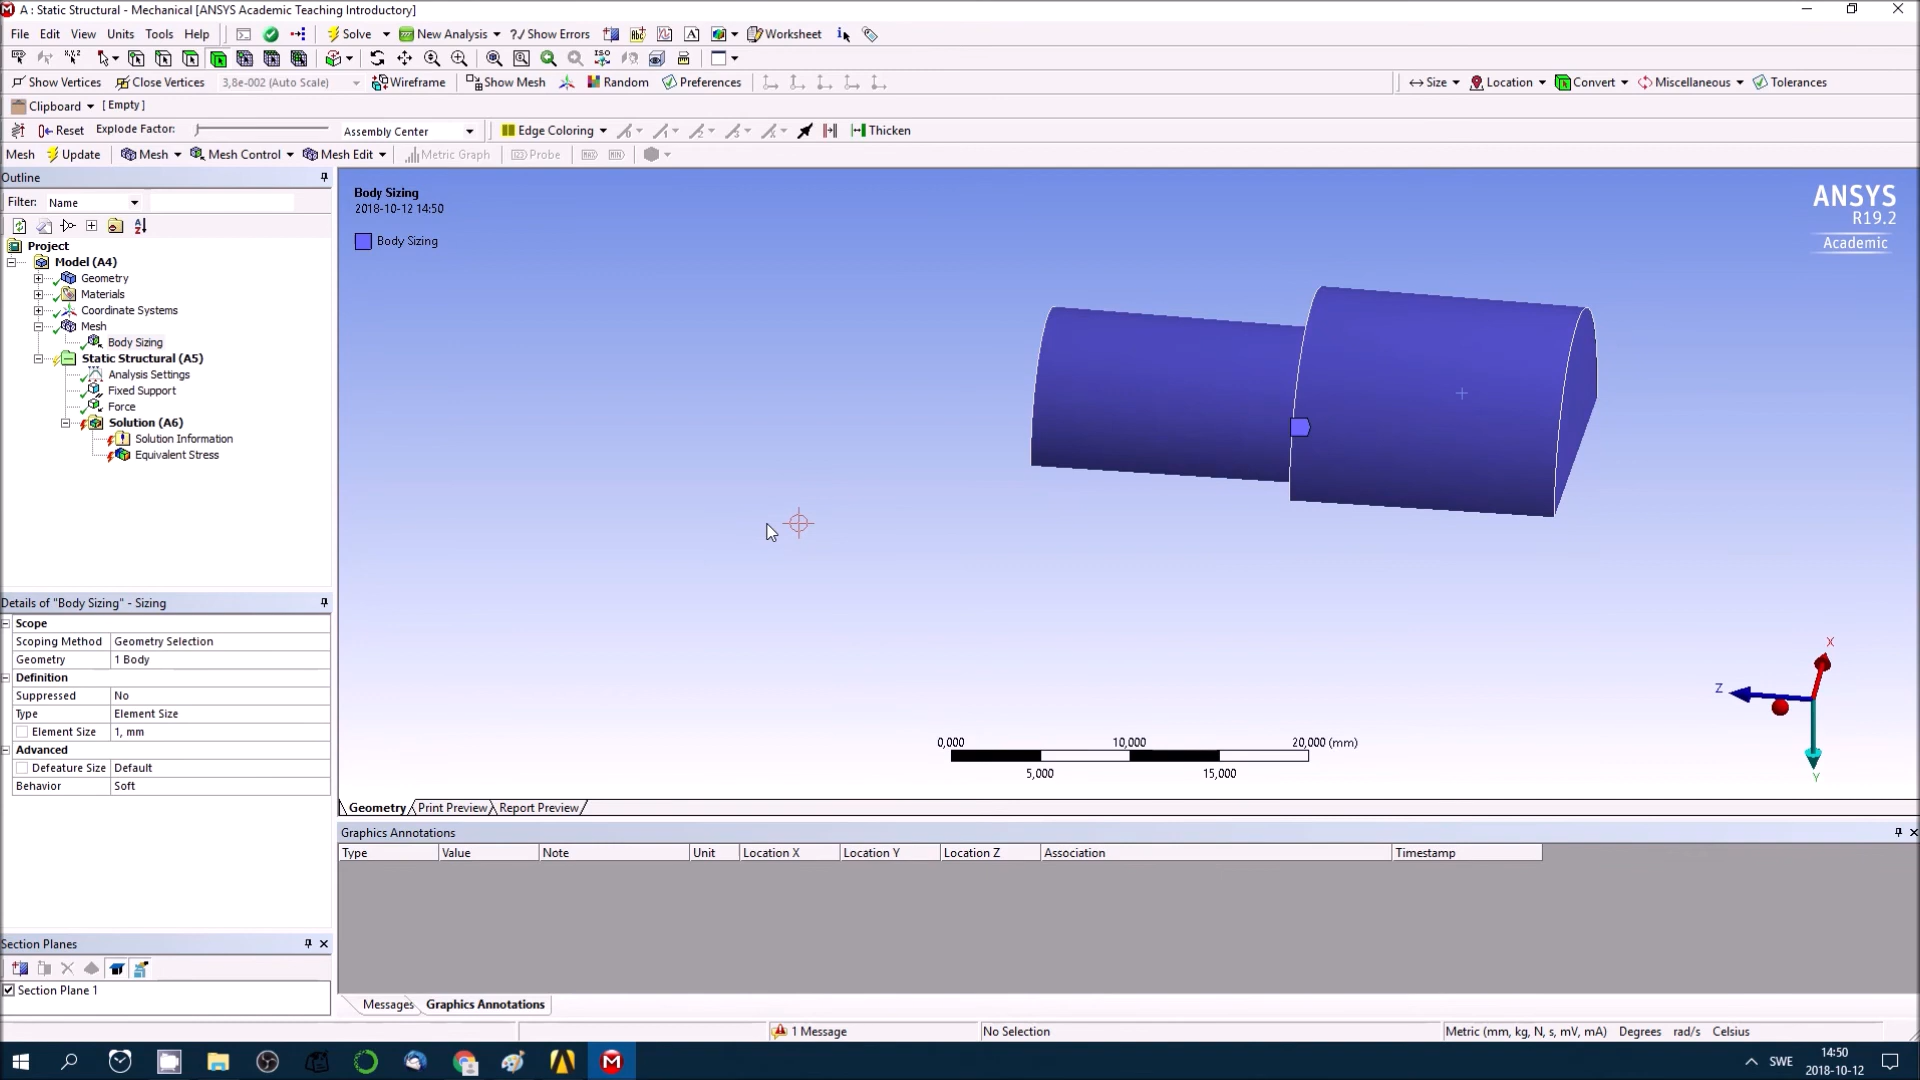 A : Static Structural - Mechanical [ANSYS Academic Teaching Introductory]
File Edit View Units Tools Help Solve New Analysis ?/ Show Errors Worksheet
Show Vertices Close Vertices 3,8e-002 (Auto Scale) Wireframe Show Mesh Random Preferences Size Location Convert Miscellaneous Tolerances
Clipboard [ Empty ]
Reset Explode Factor: Assembly Center Edge Coloring Thicken
Mesh Update Mesh Mesh Control Mesh Edit Metric Graph Probe
Outline
Filter: Name
Project
Model (A4)
Geometry
Materials
Coordinate Systems
Mesh
Body Sizing
Static Structural (A5)
Analysis Settings
Fixed Support
Force
Solution (A6)
Solution Information
Equivalent Stress
Body Sizing
2018-10-12 14:50
Body Sizing
ANSYS
R19.2
Academic
X
Z
Y
0,000 10,000 20,000 (mm)
5,000 15,000
Details of "Body Sizing" - Sizing
Scope
Scoping Method Geometry Selection
Geometry 1 Body
Definition
Suppressed No
Type Element Size
Element Size 1, mm
Advanced
Defeature Size Default
Behavior Soft
Geometry Print Preview Report Preview
Graphics Annotations
Type Value Note Unit Location X Location Y Location Z Association Timestamp
Section Planes
Section Plane 1
Messages Graphics Annotations
1 Message No Selection Metric (mm, kg, N, s, mV, mA) Degrees rad/s Celsius
SWE 14:50
2018-10-12